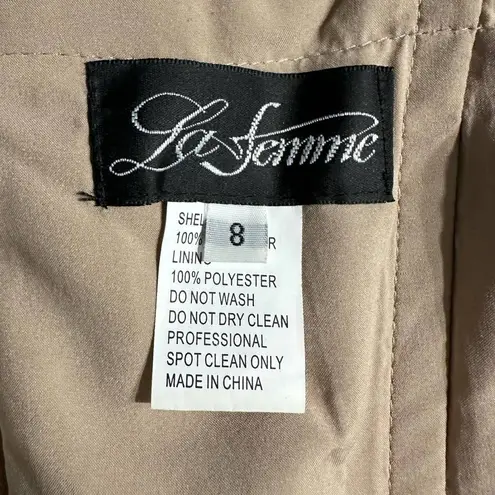 La Femme
8
SHEL
100% R
LININ
100% POLYESTER
DO NOT WASH
DO NOT DRY CLEAN
PROFESSIONAL
SPOT CLEAN ONLY
MADE IN CHINA